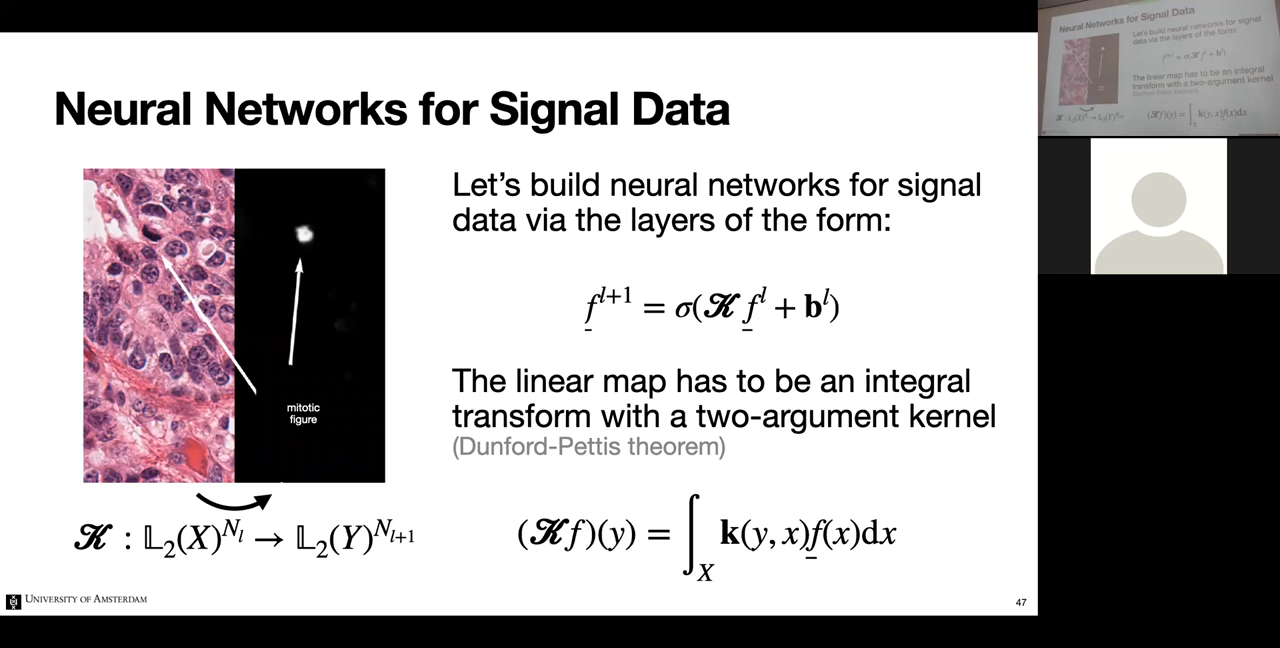 Neural Networks for Signal Data
Let's build neural networks for signal
data via the layers of the form:
f^{l+1} = σ(𝒦 f^l + b^l)
The linear map has to be an integral
transform with a two-argument kernel
(Dunford-Pettis theorem)
mitotic
figure
𝒦 : 𝕃₂(X)^{N_l} → 𝕃₂(Y)^{N_{l+1}}
(𝒦f)(y) = ∫_X k(y, x)f(x)dx
UNIVERSITY OF AMSTERDAM
47
Neural Networks for Signal Data
Let's build neural networks for signal
data via the layers of the form:
The linear map has to be an integral
transform with a two-argument kernel
(Dunford-Pettis theorem)